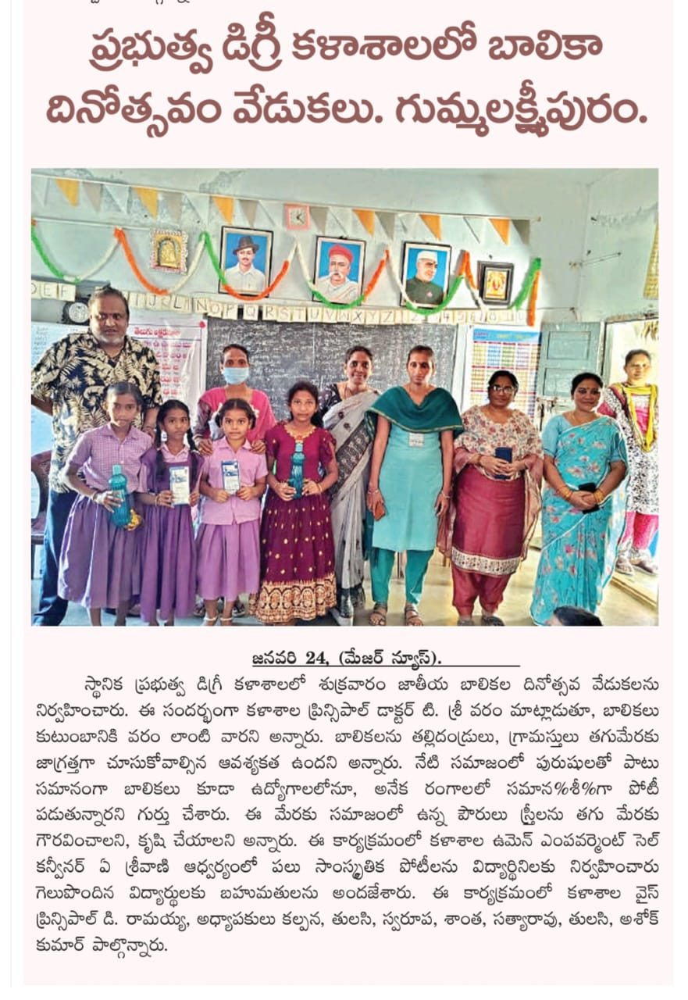 ప్రభుత్వ డిగ్రీ కళాశాలలో బాలికా
దినోత్సవం వేడుకలు. గుమ్మలక్ష్మీపురం.
DEF
I J C L N O P Q R S T U V W X Y Z
జనవరి 24, (మేజర్ న్యూస్).
స్థానిక ప్రభుత్వ డిగ్రీ కళాశాలలో శుక్రవారం జాతీయ బాలికల దినోత్సవ వేడుకలను
నిర్వహించారు. ఈ సందర్భంగా కళాశాల ప్రిన్సిపాల్ డాక్టర్ టి. శ్రీ వరం మాట్లాడుతూ, బాలికలు
కుటుంబానికి వరం లాంటి వారని అన్నారు. బాలికలను తల్లిదండ్రులు, గ్రామస్తులు తగుమేరకు
జాగ్రత్తగా చూసుకోవాల్సిన ఆవశ్యకత ఉందని అన్నారు. నేటి సమాజంలో పురుషులతో పాటు
సమానంగా బాలికలు కూడా ఉద్యోగాలలోనూ, అనేక రంగాలలో సమాన%శీ%గా పోటీ
పడుతున్నారని గుర్తు చేశారు. ఈ మేరకు సమాజంలో ఉన్న పౌరులు స్త్రీలను తగు మేరకు
గౌరవించాలని, కృషి చేయాలని అన్నారు. ఈ కార్యక్రమంలో కళాశాల ఉమెన్ ఎంపవర్మెంట్ సెల్
కన్వీనర్ ఏ శ్రీవాణి ఆధ్వర్యంలో పలు సాంస్కృతిక పోటీలను విద్యార్థినిలకు నిర్వహించారు
గెలుపొందిన విద్యార్థులకు బహుమతులను అందజేశారు. ఈ కార్యక్రమంలో కళాశాల వైస్
ప్రిన్సిపాల్ డి. రామయ్య, అధ్యాపకులు కల్పన, తులసి, స్వరూప, శాంత, సత్యారావు, తులసి, అశోక్
కుమార్ పాల్గొన్నారు.